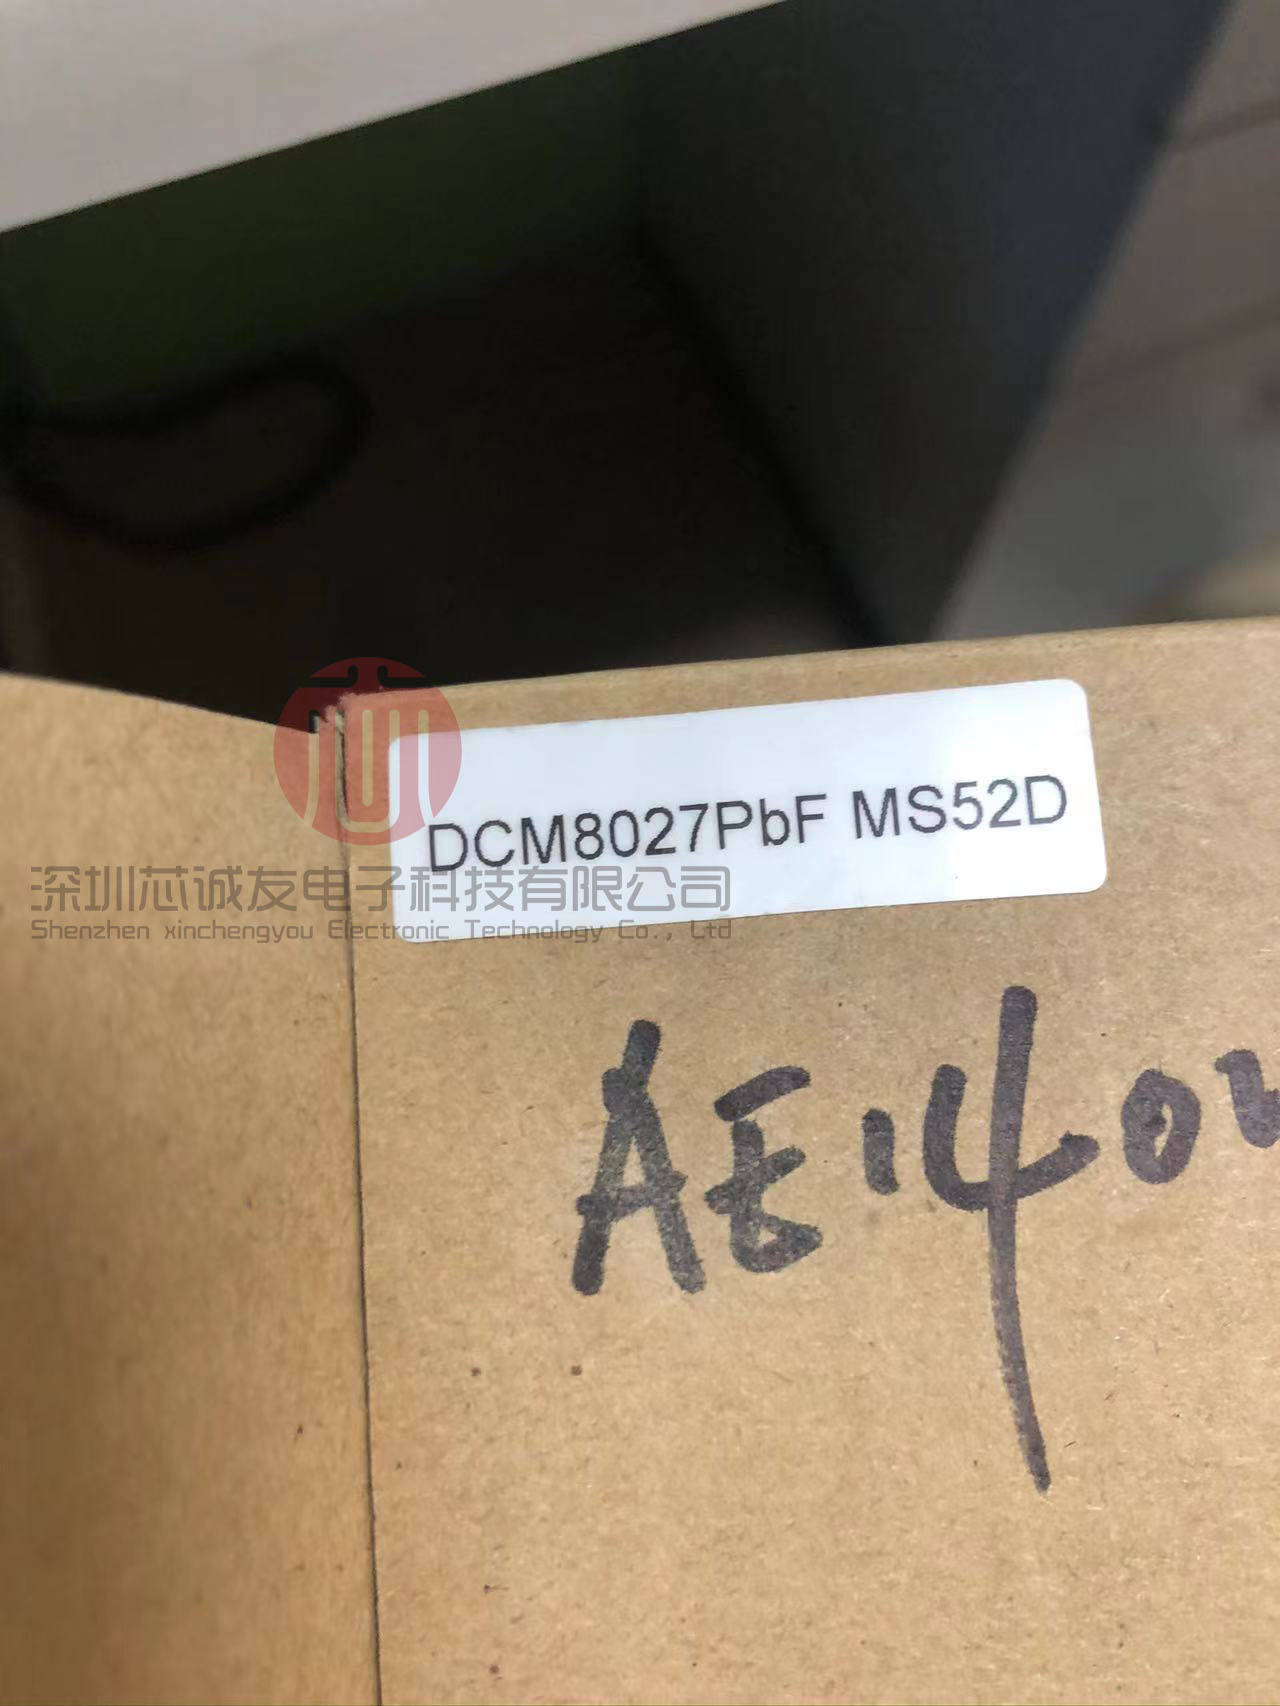 DCM8027PbF MS52D
深圳芯诚友电子科技有限公司
Shenzhen xinchengyou Electronic Technology Co., Ltd
AE140